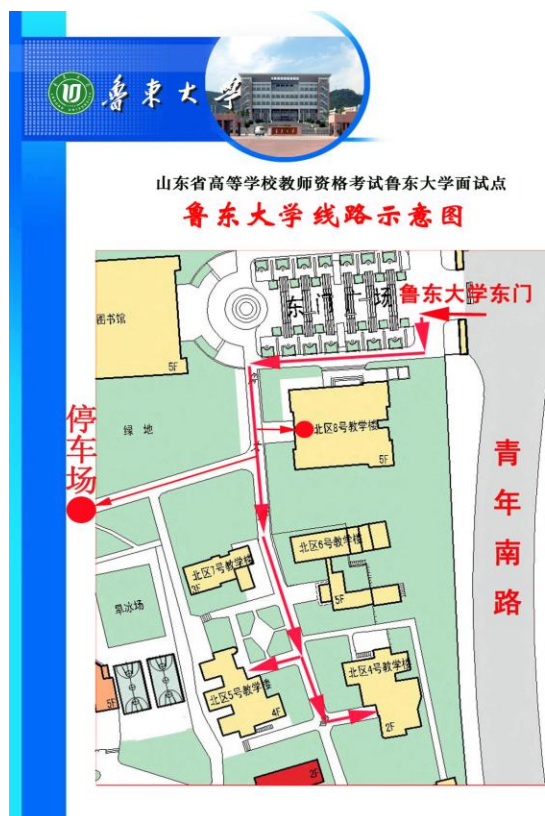 魯東大學
山东省高等学校教师资格考试鲁东大学面试点
鲁东大学线路示意图
东门广场
鲁东大学东门
图书馆
5F
停车场
绿 地
北区8号教学楼
5F
青年南路
北区7号教学楼
3F
北区6号教学楼
5F
旱冰场
5F
北区5号教学楼
4F
北区4号教学楼
2F
2F